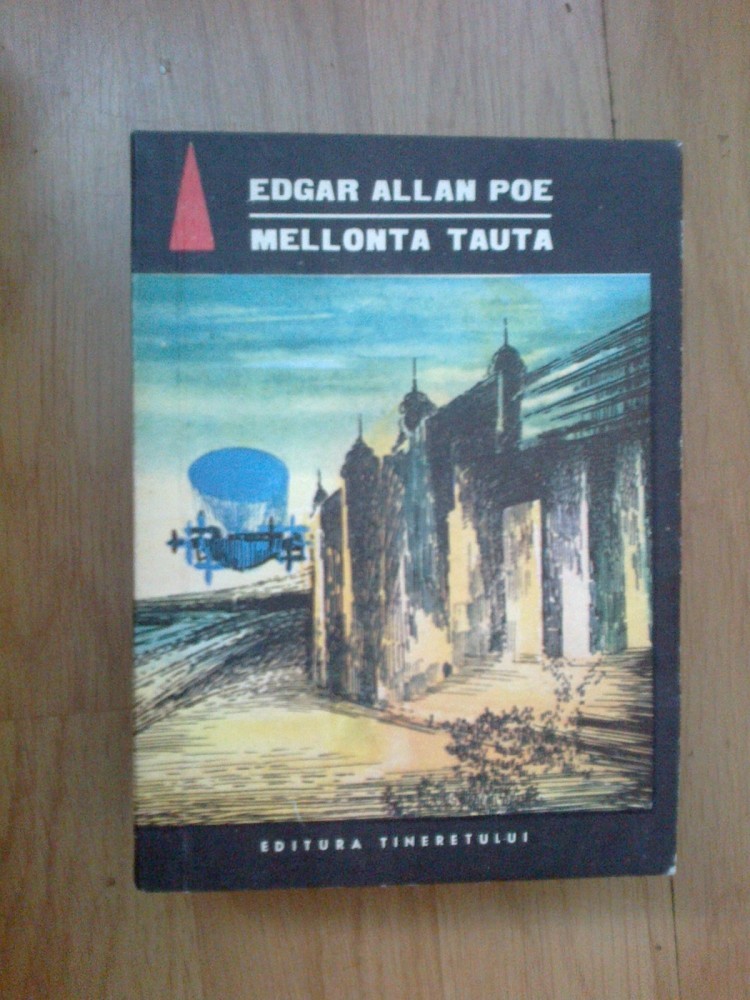 EDGAR ALLAN POE
MELLONTA TAUTA
EDITURA TINERETULUI